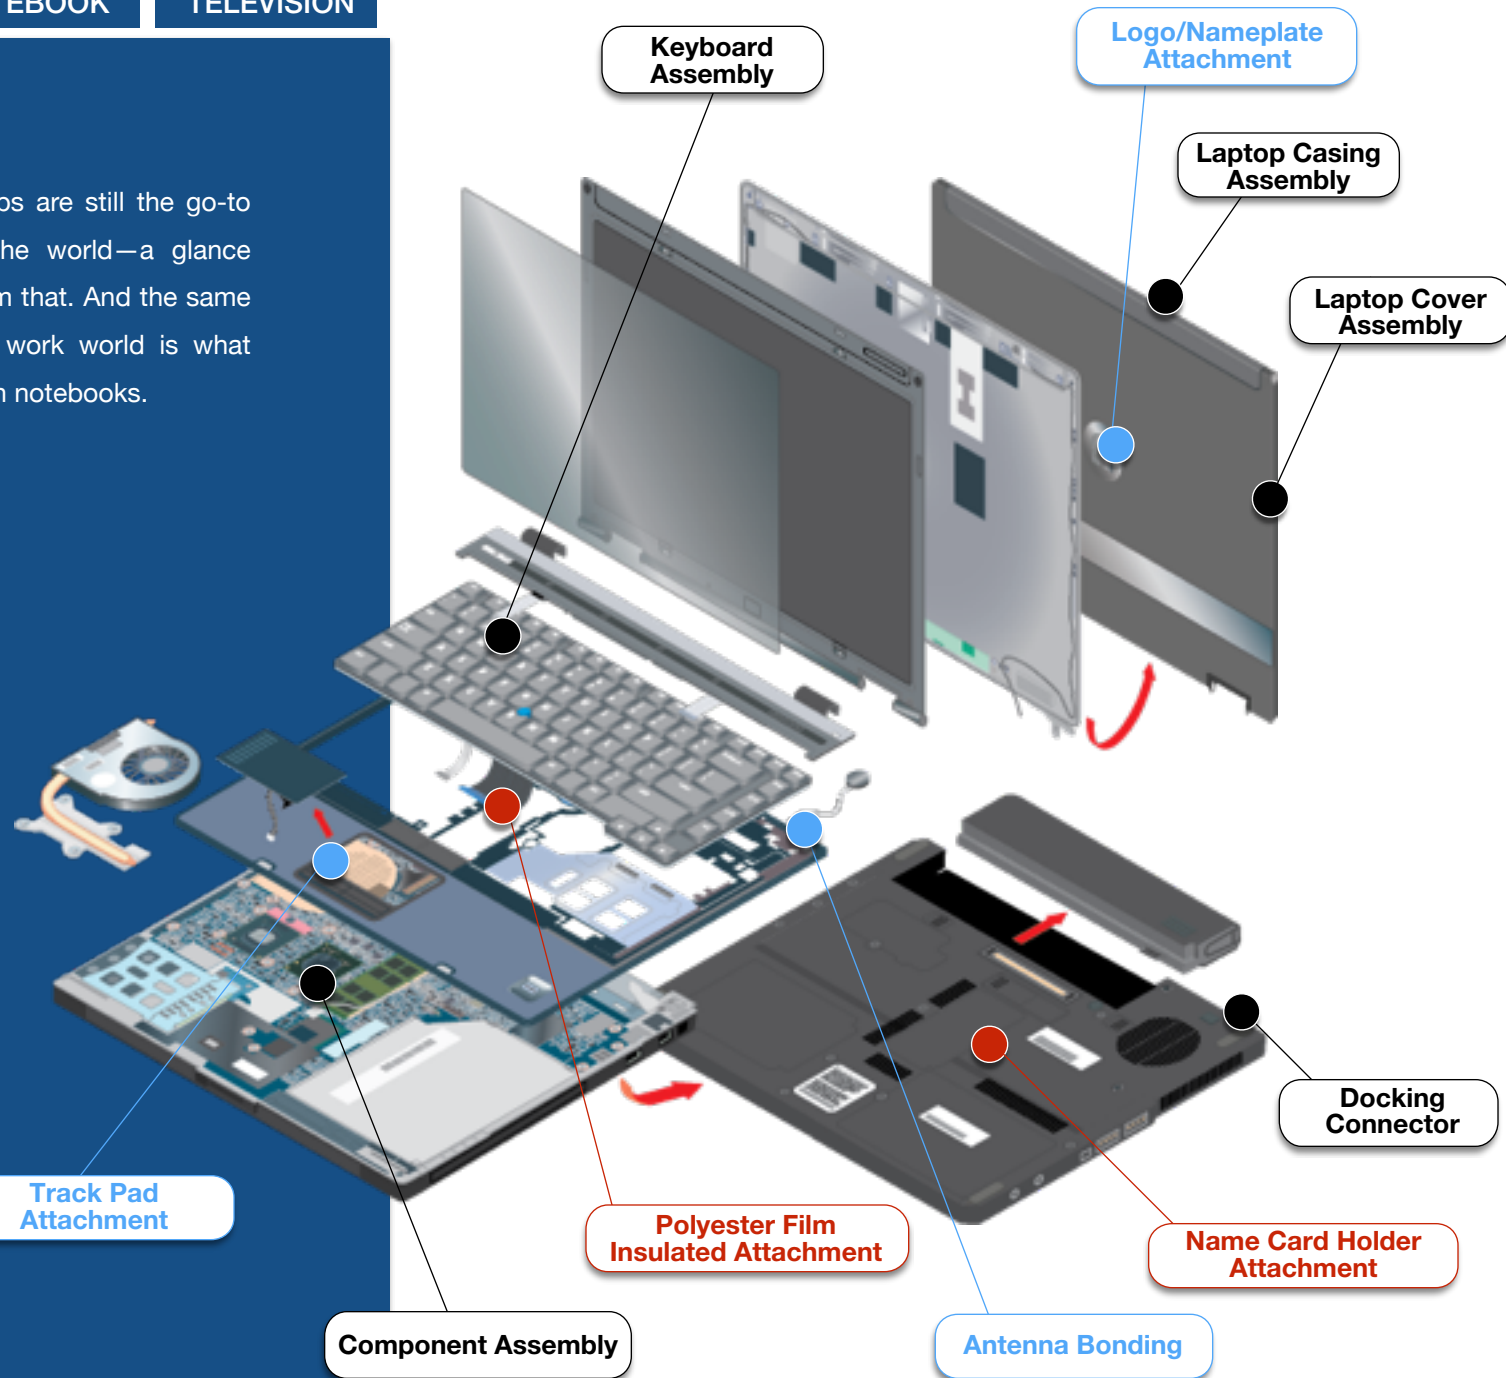 EBOOK
TELEVISION
Keyboard
Assembly
Logo/Nameplate
Attachment
Laptop Casing
Assembly
Laptop Cover
Assembly
are still the go-to
world—a glance
that. And the same
work world is what
notebooks.
Docking
Connector
Track Pad
Attachment
Polyester Film
Insulated Attachment
Name Card Holder
Attachment
Component Assembly
Antenna Bonding